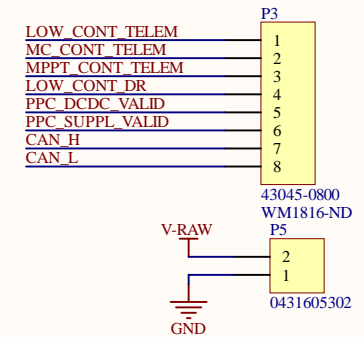 P3
LOW_CONT_TELEM 1
MC_CONT_TELEM 2
MPPT_CONT_TELEM 3
LOW_CONT_DR 4
PPC_DCDC_VALID 5
PPC_SUPPL_VALID 6
CAN_H 7
CAN_L 8
43045-0800
WM1816-ND
V-RAW P5
2
1
0431605302
GND